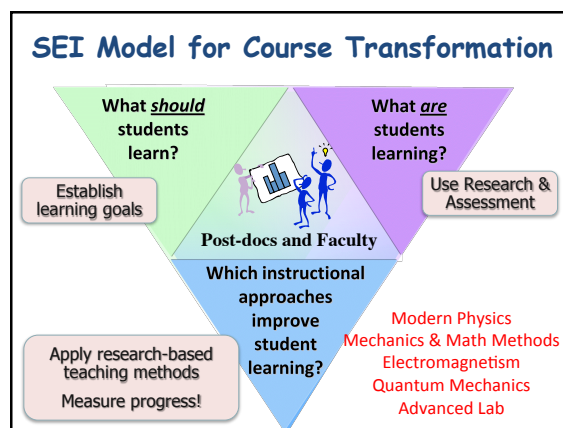 SEI Model for Course Transformation
What should
students
learn?
What are
students
learning?
Establish
learning goals
Use Research &
Assessment
Post-docs and Faculty
Which instructional
approaches
improve
student
learning?
Apply research-based
teaching methods
Measure progress!
Modern Physics
Mechanics & Math Methods
Electromagnetism
Quantum Mechanics
Advanced Lab